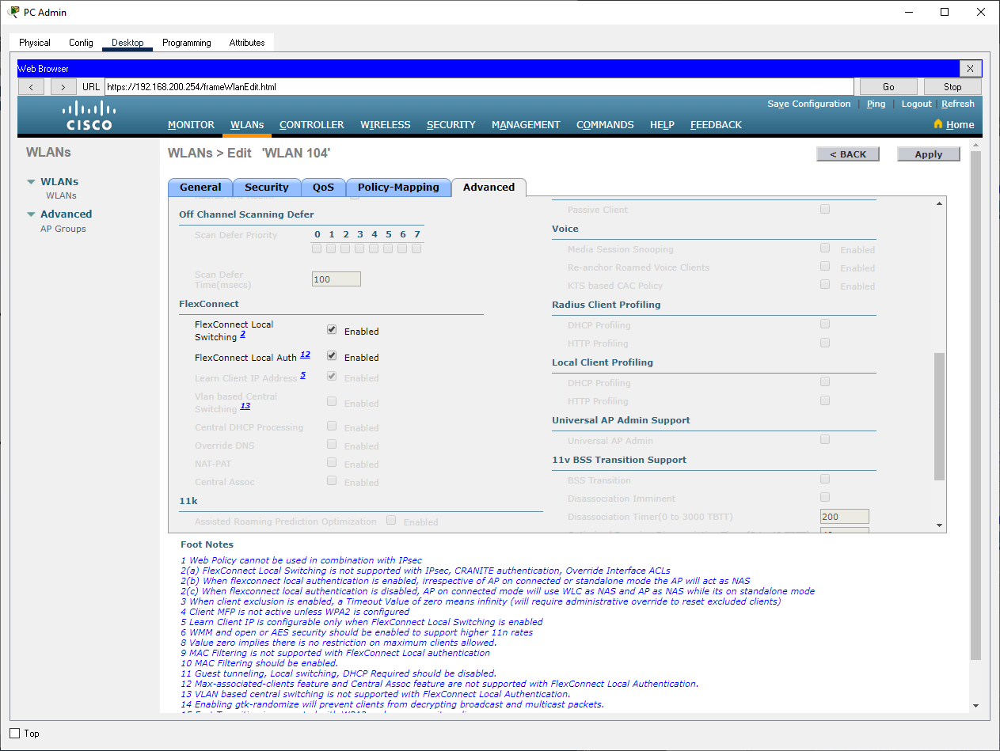 PC Admin
Physical Config Desktop Programming Attributes
Web Browser X
< > URL https://192.168.200.254/frameWlanEdit.html Go Stop
Save Configuration | Ping | Logout | Refresh
CISCO
MONITOR WLANs CONTROLLER WIRELESS SECURITY MANAGEMENT COMMANDS HELP FEEDBACK Home
WLANs
WLANs
WLANs
Advanced
AP Groups
WLANs > Edit 'WLAN 104' < BACK Apply
General Security QoS Policy-Mapping Advanced
Off Channel Scanning Defer
Scan Defer Priority 0 1 2 3 4 5 6 7
Scan Defer
Time(msecs) 100
FlexConnect
FlexConnect Local
Switching 2 Enabled
FlexConnect Local Auth 12 Enabled
Learn Client IP Address 5 Enabled
Vlan based Central
Switching 13 Enabled
Central DHCP Processing Enabled
Override DNS Enabled
NAT-PAT Enabled
Central Assoc Enabled
11k
Assisted Roaming Prediction Optimization Enabled
Passive Client
Voice
Media Session Snooping Enabled
Re-anchor Roamed Voice Clients Enabled
KTS based CAC Policy Enabled
Radius Client Profiling
DHCP Profiling
HTTP Profiling
Local Client Profiling
DHCP Profiling
HTTP Profiling
Universal AP Admin Support
Universal AP Admin
11v BSS Transition Support
BSS Transition
Disassociation Imminent
Disassociation Timer(0 to 3000 TBTT) 200
Foot Notes
1 Web Policy cannot be used in combination with IPsec
2(a) FlexConnect Local Switching is not supported with IPsec, CRANITE authentication, Override Interface ACLs
2(b) When flexconnect local authentication is enabled, irrespective of AP on connected or standalone mode the AP will act as NAS
2(c) When flexconnect local authentication is disabled, AP on connected mode will use WLC as NAS and AP as NAS while its on standalone mode
3 When client exclusion is enabled, a Timeout Value of zero means infinity (will require administrative override to reset excluded clients)
4 Client MFP is not active unless WPA2 is configured
5 Learn Client IP is configurable only when FlexConnect Local Switching is enabled
6 WMM and open or AES security should be enabled to support higher 11n rates
8 Value zero implies there is no restriction on maximum clients allowed.
9 MAC Filtering is not supported with FlexConnect Local authentication
10 MAC Filtering should be enabled.
11 Guest tunneling, Local switching, DHCP Required should be disabled.
12 Max-associated-clients feature and Central Assoc feature are not supported with FlexConnect Local Authentication.
13 VLAN based central switching is not supported with FlexConnect Local Authentication.
14 Enabling gtk-randomize will prevent clients from decrypting broadcast and multicast packets.
Top